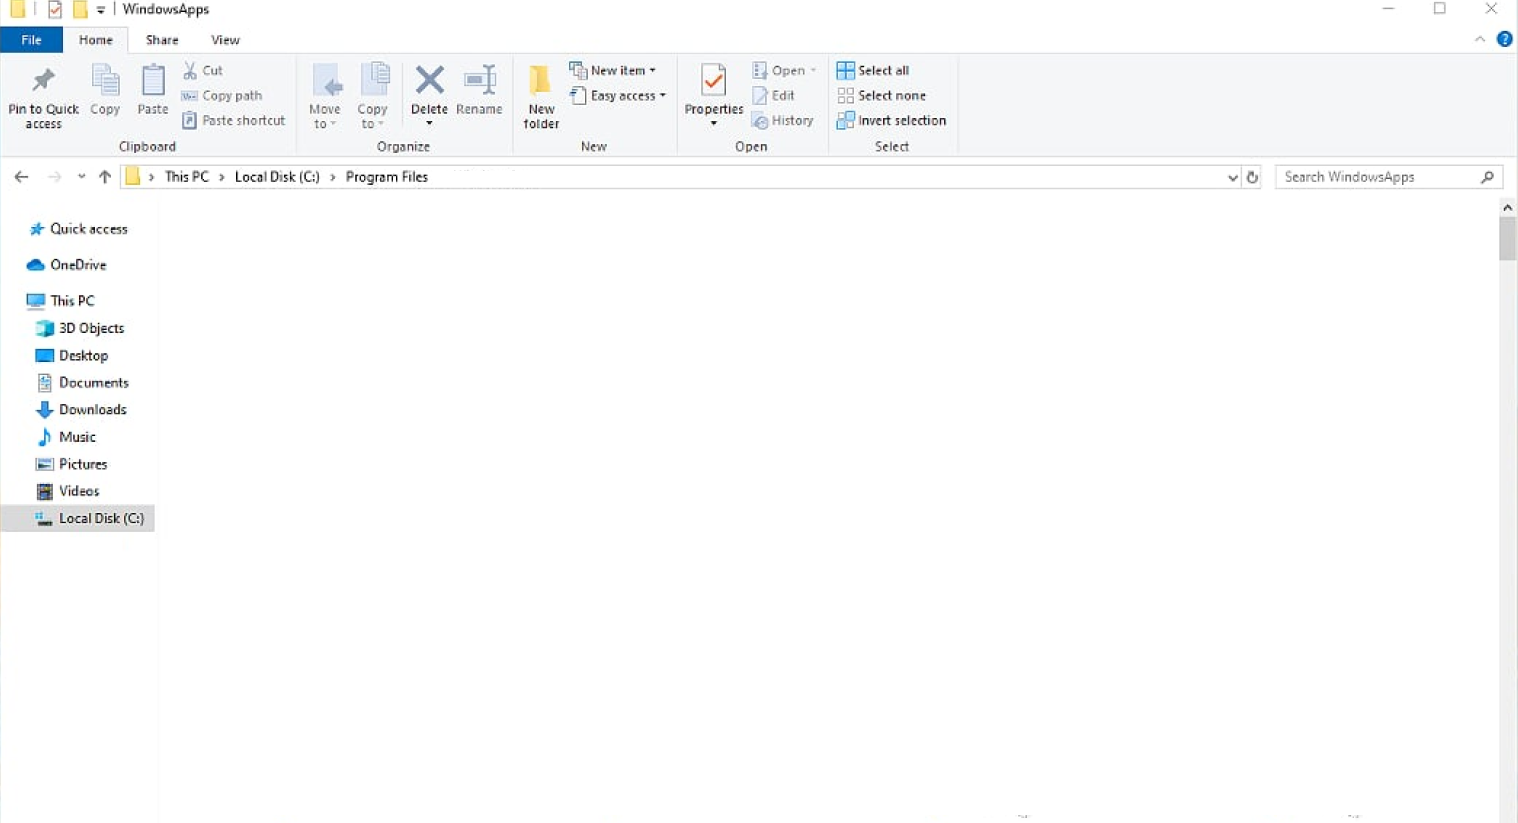 WindowsApps
File Home Share View
Pin to Quick access
Copy
Paste
Cut
Copy path
Paste shortcut
Clipboard
Move to
Copy to
Delete
Rename
Organize
New folder
New item
Easy access
New
Properties
Open
Edit
History
Open
Select all
Select none
Invert selection
Select
This PC > Local Disk (C:) > Program Files
Search WindowsApps
Quick access
OneDrive
This PC
3D Objects
Desktop
Documents
Downloads
Music
Pictures
Videos
Local Disk (C:)